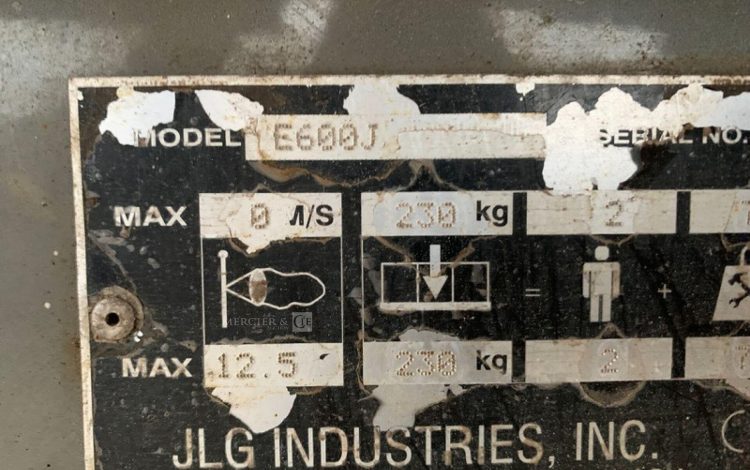 MODEL E600J SERIAL NO.
MAX 0 M/S 230 kg 2
MERCIER & CIE
= +
MAX 12.5 230 kg 2
JLG INDUSTRIES, INC.